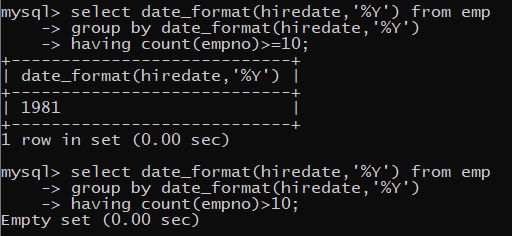 mysql> select date_format(hiredate,'%Y') from emp
    -> group by date_format(hiredate,'%Y')
    -> having count(empno)>=10;
+----------------------------+
| date_format(hiredate,'%Y') |
+----------------------------+
| 1981                       |
+----------------------------+
1 row in set (0.00 sec)

mysql> select date_format(hiredate,'%Y') from emp
    -> group by date_format(hiredate,'%Y')
    -> having count(empno)>10;
Empty set (0.00 sec)